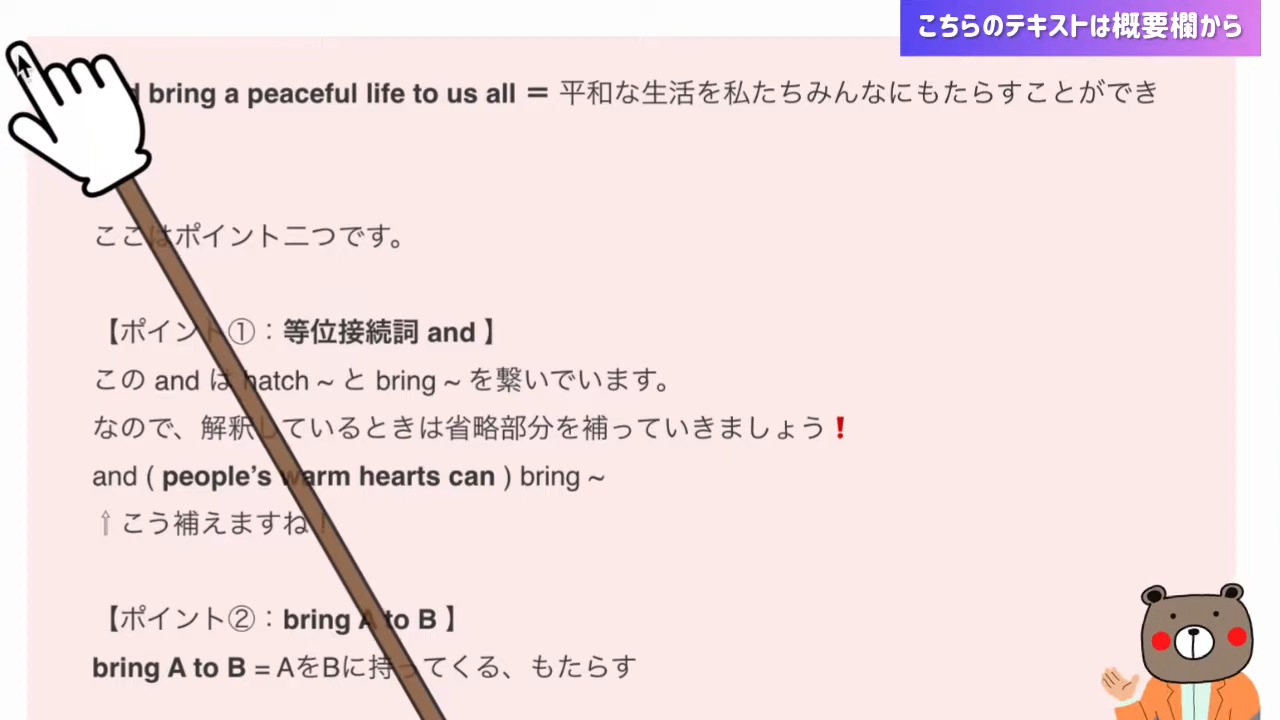 こちらのテキストは概要欄から
bring a peaceful life to us all = 平和な生活を私たちみんなにもたらすことができ
ここはポイント二つです。
【ポイント①:等位接続詞 and 】
この and は hatch ~ と bring ~ を繋いでいます。
なので、解釈しているときは省略部分を補っていきましょう❗
and ( people’s warm hearts can ) bring ~
↑こう補えますね!
【ポイント②:bring A to B 】
bring A to B = AをBに持ってくる、もたらす